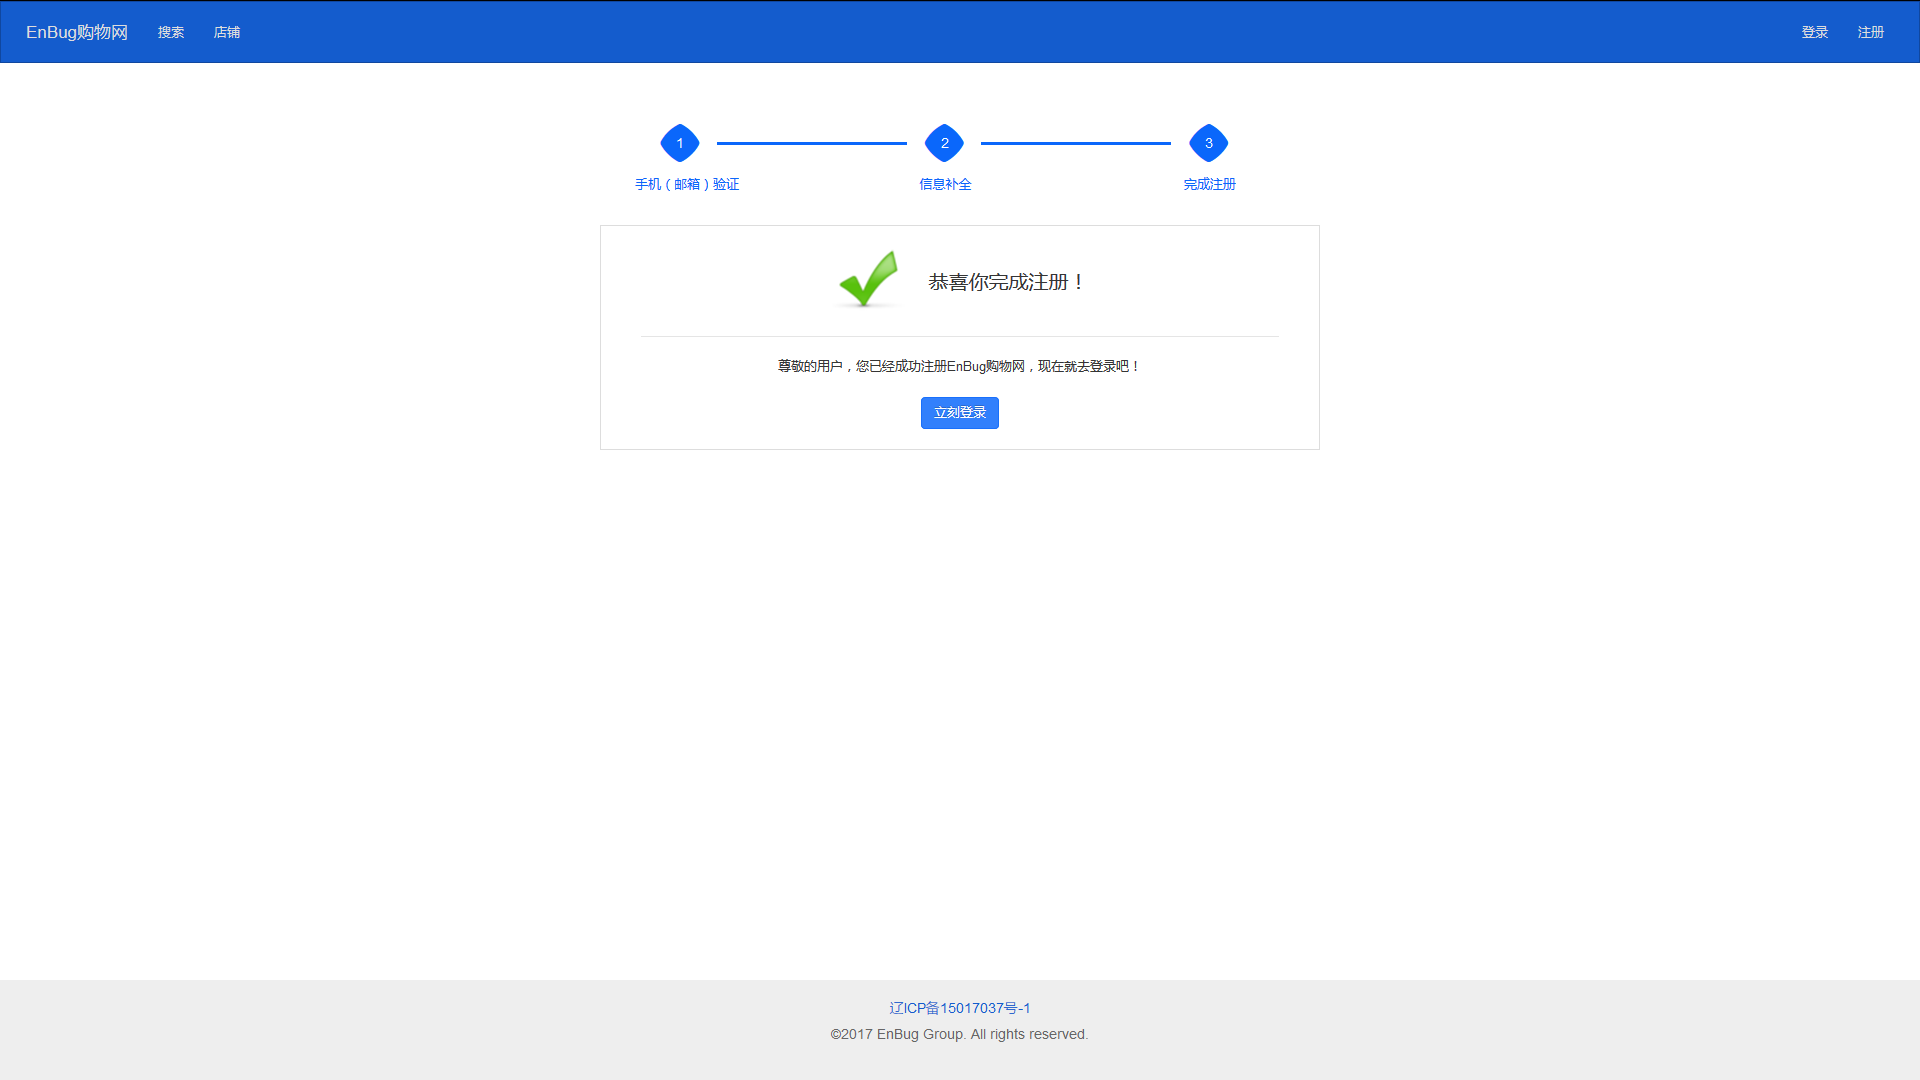 EnBug购物网 搜索 店铺 登录 注册
1 2 3
手机（邮箱）验证 信息补全 完成注册
恭喜你完成注册！
尊敬的用户，您已经成功注册EnBug购物网，现在就去登录吧！
立刻登录
辽ICP备15017037号-1
©2017 EnBug Group. All rights reserved.